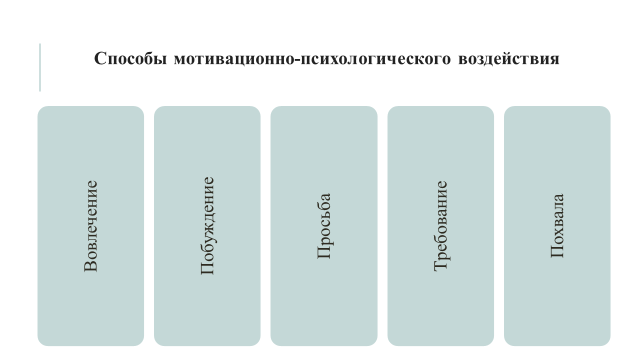 Способы мотивационно-психологического воздействия
Вовлечение
Побуждение
Просьба
Требование
Похвала